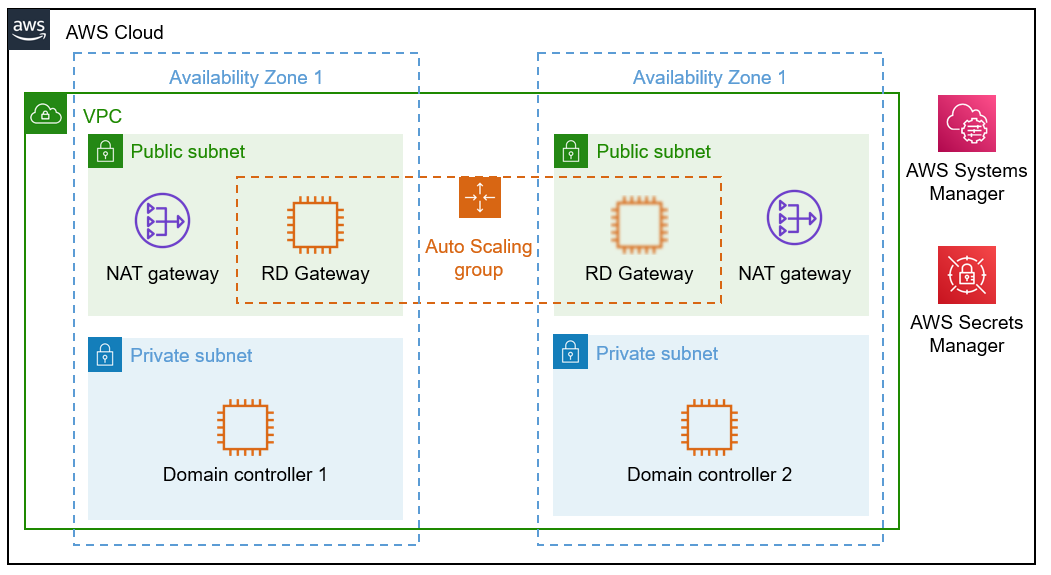 aws
AWS Cloud
Availability Zone 1
Availability Zone 1
VPC
Public subnet
Public subnet
NAT gateway
RD Gateway
Auto Scaling
group
RD Gateway
NAT gateway
Private subnet
Private subnet
Domain controller 1
Domain controller 2
AWS Systems
Manager
AWS Secrets
Manager